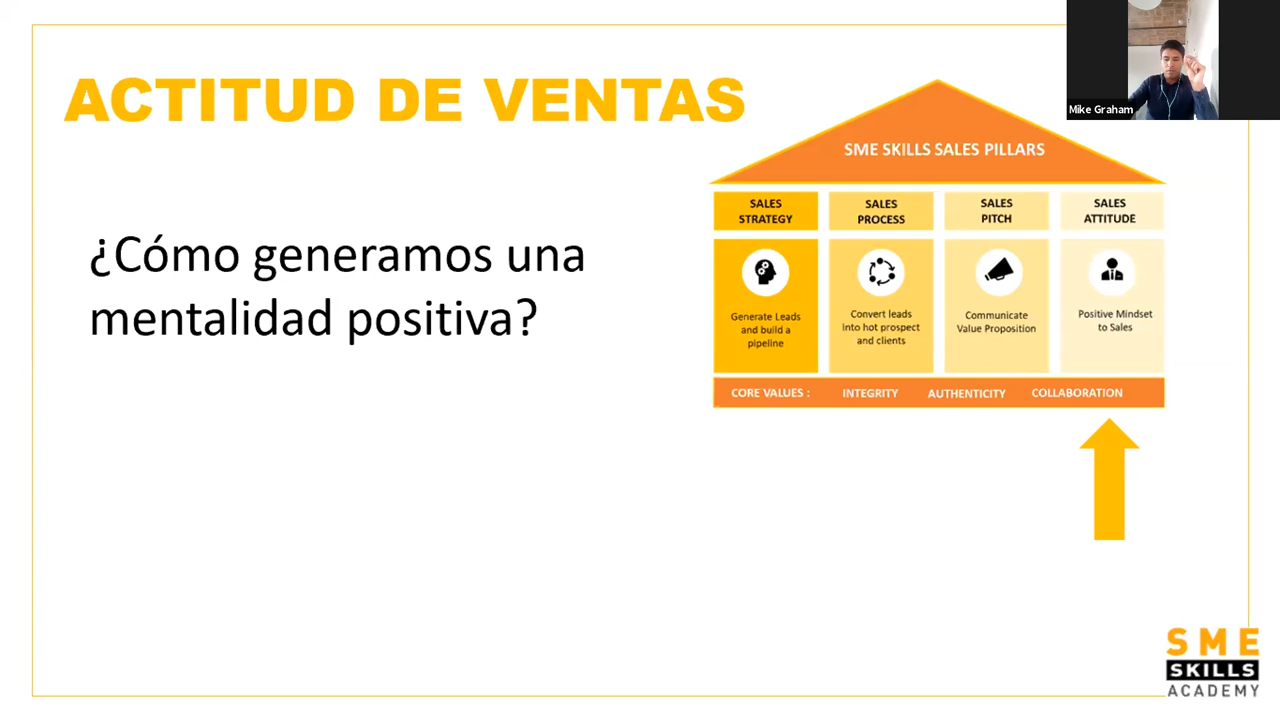 ACTITUD DE VENTAS
Mike Graham
¿Cómo generamos una
mentalidad positiva?
SME SKILLS SALES PILLARS
SALES
STRATEGY
SALES
PROCESS
SALES
PITCH
SALES
ATTITUDE
Generate Leads
and build a
pipeline
Convert leads
into hot prospect
and clients
Communicate
Value Proposition
Positive Mindset
to Sales
CORE VALUES : INTEGRITY AUTHENTICITY COLLABORATION
SME
SKILLS
ACADEMY